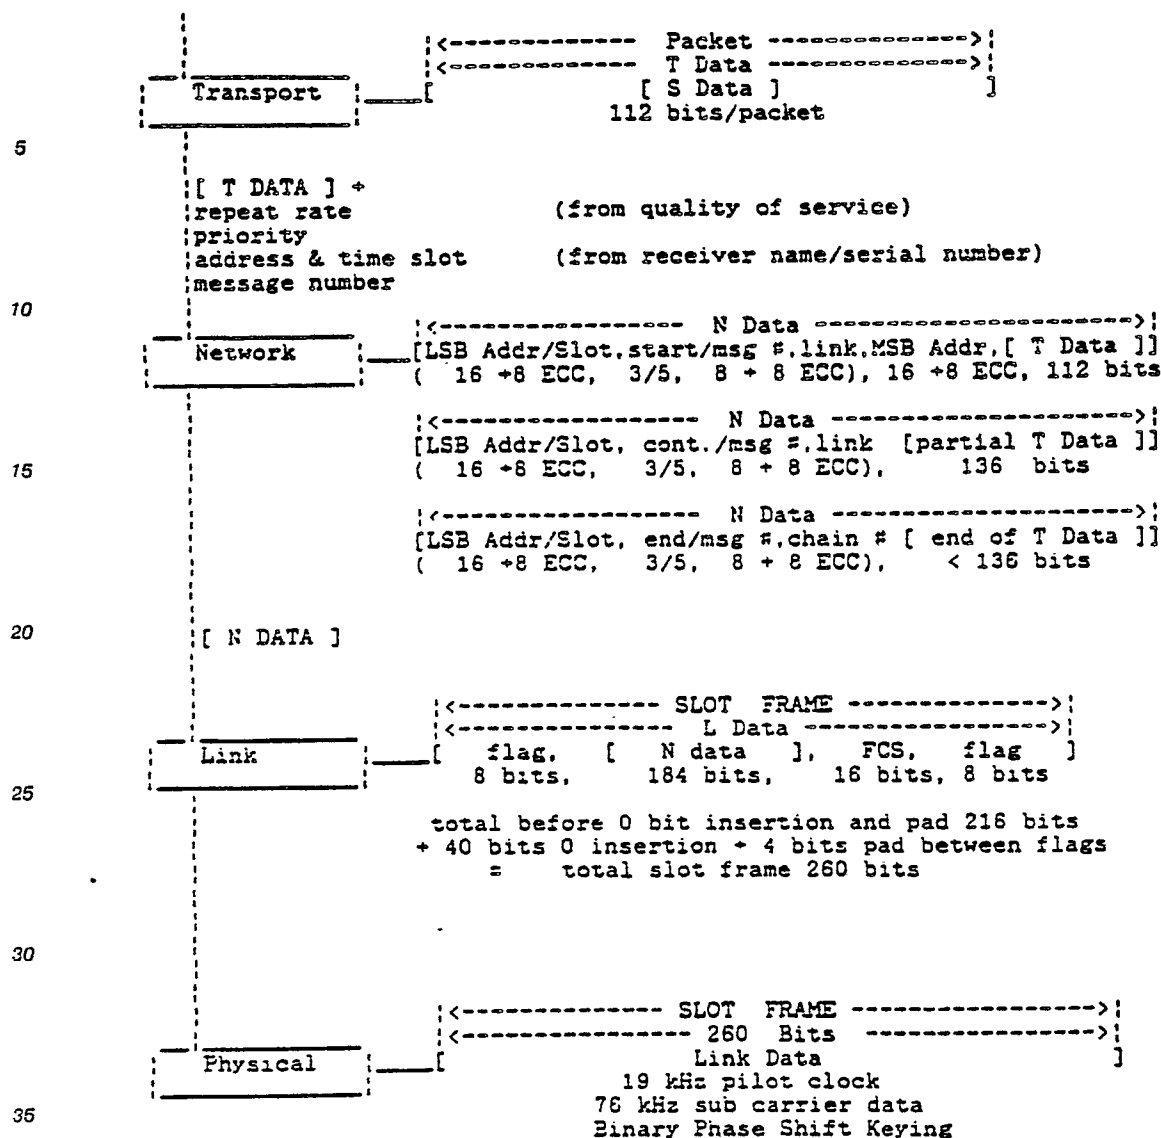 |<------------- Packet ------------->|
|<------------- T Data ------------->|
Transport [ [ S Data ] ]
112 bits/packet
5
[ T DATA ] +
repeat rate (from quality of service)
priority
address & time slot (from receiver name/serial number)
message number
10
|<---------------- N Data ---------------------->|
Network [LSB Addr/Slot,start/msg #,link,MSB Addr,[ T Data ]]
( 16 +8 ECC, 3/5, 8 + 8 ECC), 16 +8 ECC, 112 bits
|<------------------ N Data --------------------->|
[LSB Addr/Slot, cont./msg #,link [partial T Data ]]
15
( 16 +8 ECC, 3/5, 8 + 8 ECC), 136 bits
|<------------------ N Data -------------------->|
[LSB Addr/Slot, end/msg #,chain # [ end of T Data ]]
( 16 +8 ECC, 3/5, 8 + 8 ECC), < 136 bits
20
[ N DATA ]
|<-------------- SLOT FRAME -------------->|
|<-------------- L Data ------------------>|
Link [ flag, [ N data ], FCS, flag ]
8 bits, 184 bits, 16 bits, 8 bits
25
total before 0 bit insertion and pad 216 bits
+ 40 bits 0 insertion + 4 bits pad between flags
= total slot frame 260 bits
30
|<-------------- SLOT FRAME ----------------->|
|<--------------- 260 Bits ----------------->|
Physical [ Link Data ]
19 kHz pilot clock
76 kHz sub carrier data
35
Binary Phase Shift Keying